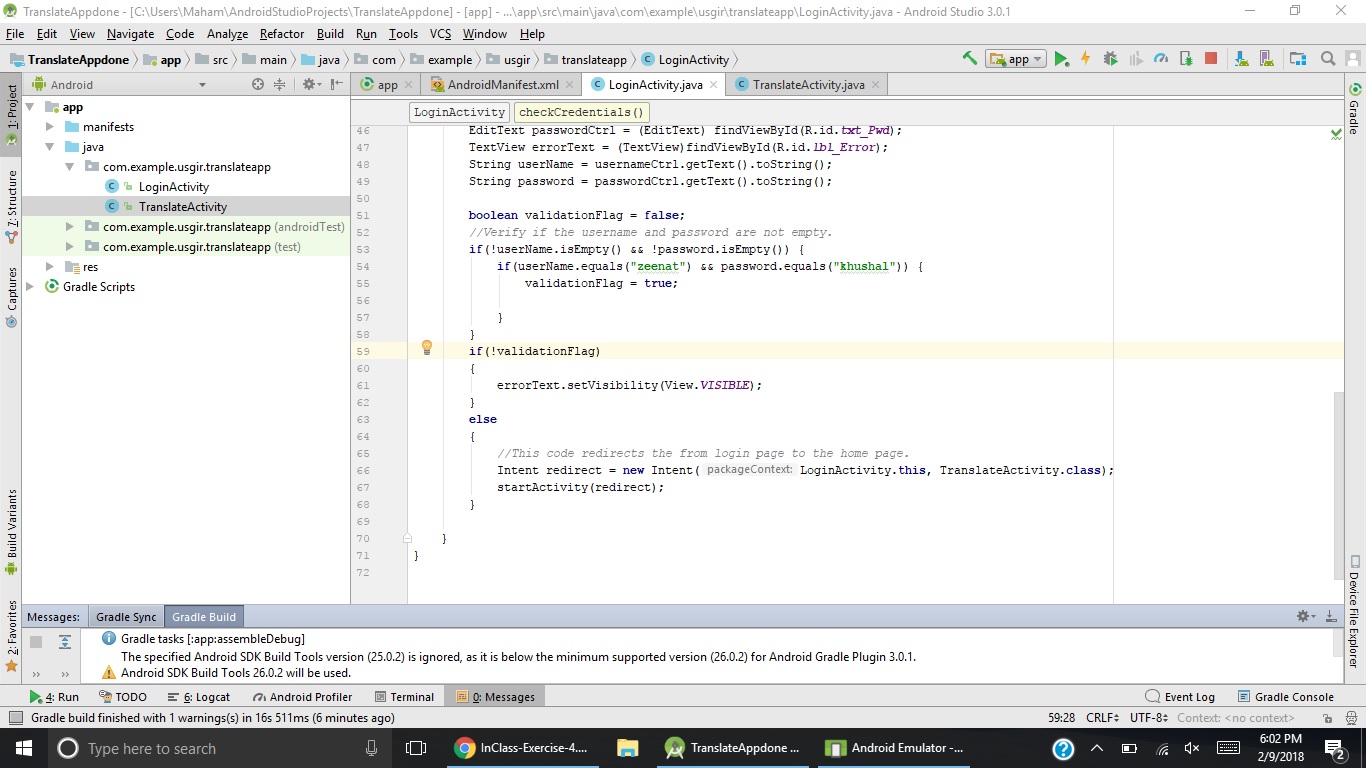 TranslateAppdone - [C:\Users\Maham\AndroidStudioProjects\TranslateAppdone] - [app] - ...\app\src\main\java\com\example\usgir\translateapp\LoginActivity.java - Android Studio 3.0.1
File Edit View Navigate Code Analyze Refactor Build Run Tools VCS Window Help
TranslateAppdone app src main java com example usgir translateapp LoginActivity app
Android app AndroidManifest.xml LoginActivity.java TranslateActivity.java
1: Project
7: Structure
Captures
Build Variants
2: Favorites
app
manifests
java
com.example.usgir.translateapp
LoginActivity
TranslateActivity
com.example.usgir.translateapp (androidTest)
com.example.usgir.translateapp (test)
res
Gradle Scripts
LoginActivity checkCredentials()
46 EditText passwordCtrl = (EditText) findViewById(R.id.txt_Pwd);
47 TextView errorText = (TextView)findViewById(R.id.lbl_Error);
48 String userName = usernameCtrl.getText().toString();
49 String password = passwordCtrl.getText().toString();
50
51 boolean validationFlag = false;
52 //Verify if the username and password are not empty.
53 if(!userName.isEmpty() && !password.isEmpty()) {
54 if(userName.equals("zeenat") && password.equals("khushal")) {
55 validationFlag = true;
56
57 }
58 }
59 if(!validationFlag)
60 {
61 errorText.setVisibility(View.VISIBLE);
62 }
63 else
64 {
65 //This code redirects the from login page to the home page.
66 Intent redirect = new Intent( packageContext: LoginActivity.this, TranslateActivity.class);
67 startActivity(redirect);
68 }
69
70 }
71 }
72
Gradle
Device File Explorer
Messages: Gradle Sync Gradle Build
Gradle tasks [:app:assembleDebug]
The specified Android SDK Build Tools version (25.0.2) is ignored, as it is below the minimum supported version (26.0.2) for Android Gradle Plugin 3.0.1.
Android SDK Build Tools 26.0.2 will be used.
4: Run TODO 6: Logcat Android Profiler Terminal 0: Messages Event Log Gradle Console
Gradle build finished with 1 warnings(s) in 16s 511ms (6 minutes ago) 59:28 CRLF UTF-8 Context: <no context>
Type here to search InClass-Exercise-4.... TranslateAppdone ... Android Emulator -... 6:02 PM
2/9/2018 2